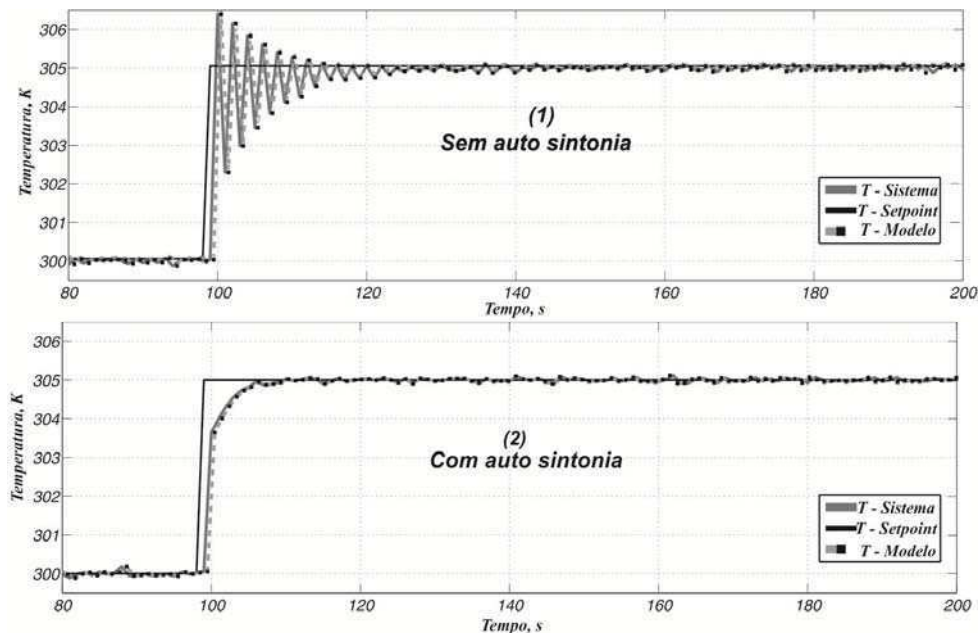 306
305
304
303
302
301
300
Temperatura, K
(1)
Sem auto sintonia
T - Sistema
T - Setpoint
T - Modelo
80 100 120 140 160 180 200
Tempo, s
306
305
304
303
302
301
300
Temperatura, K
(2)
Com auto sintonia
T - Sistema
T - Setpoint
T - Modelo
80 100 120 140 160 180 200
Tempo, s